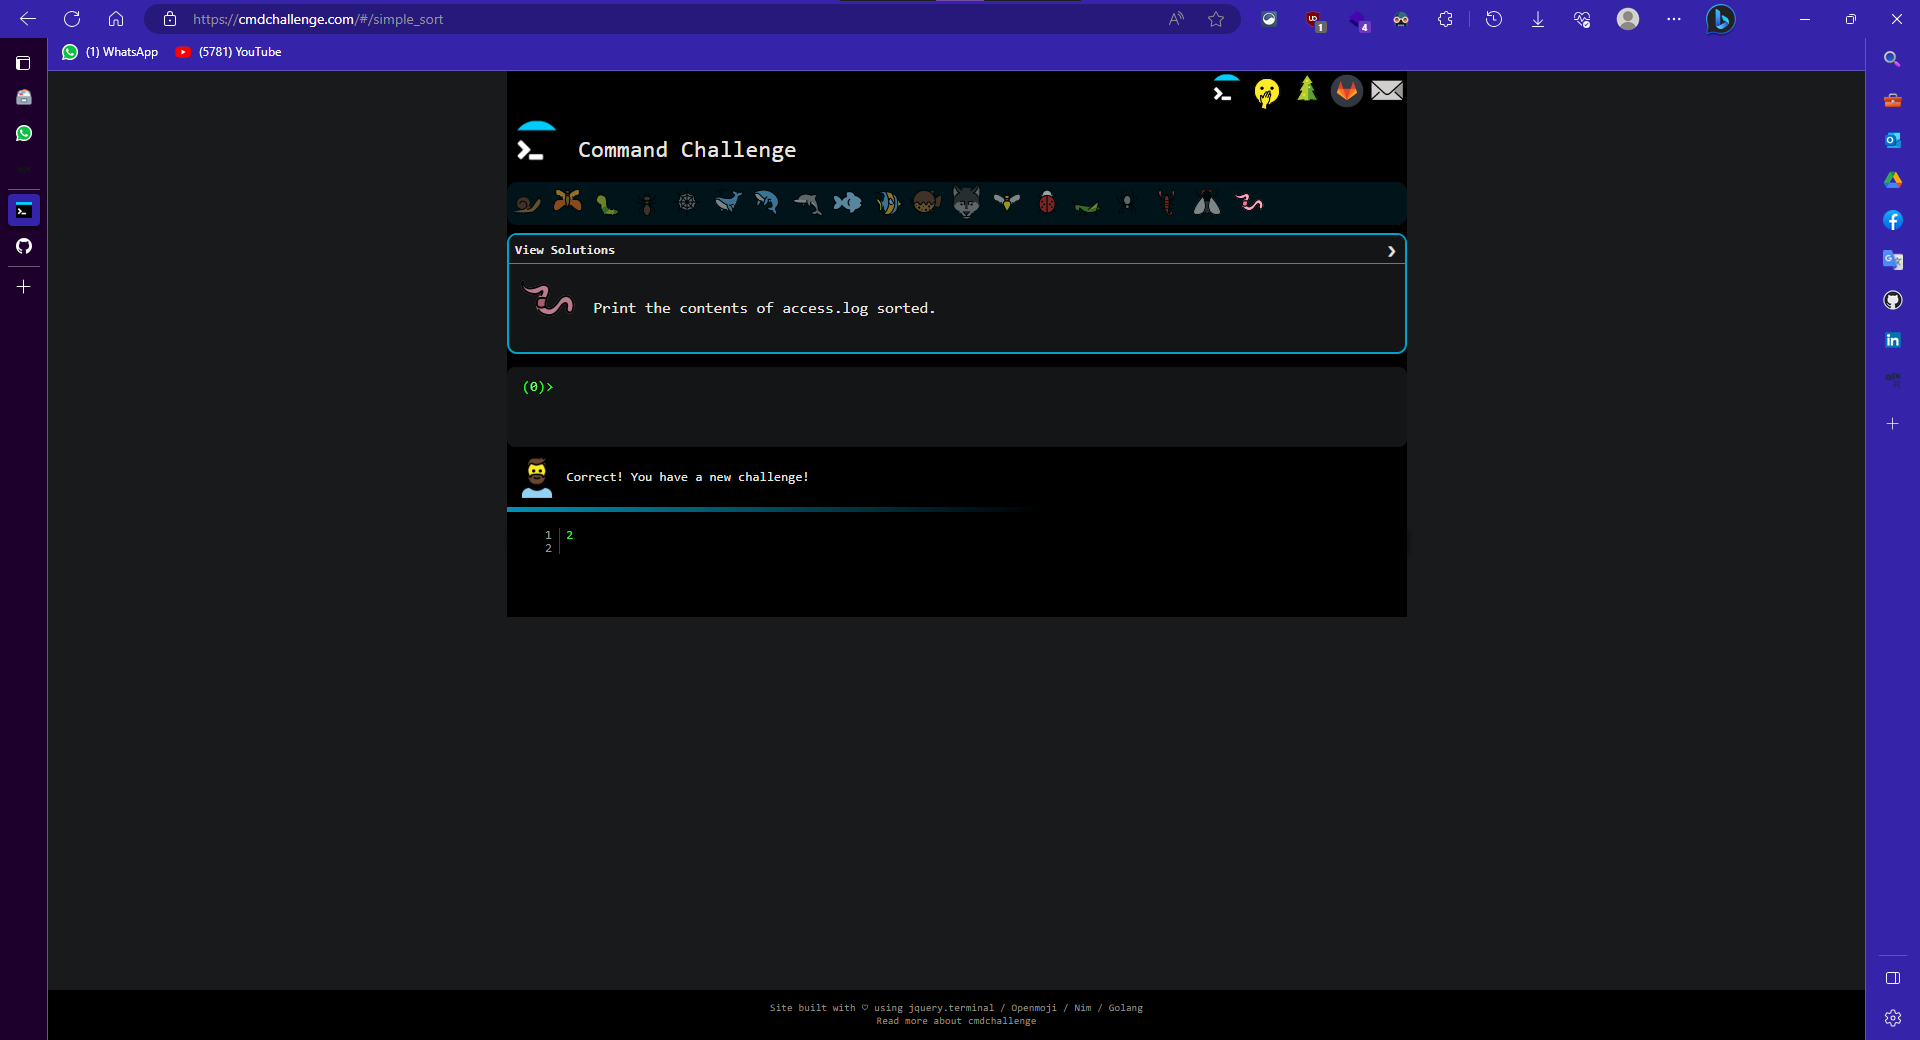 https://cmdchallenge.com/#/simple_sort
(1) WhatsApp
(5781) YouTube
Command Challenge
View Solutions
Print the contents of access.log sorted.
(0)>
Correct! You have a new challenge!
1 2
2
Site built with ♡ using jquery.terminal / Openmoji / Nim / Golang
Read more about cmdchallenge